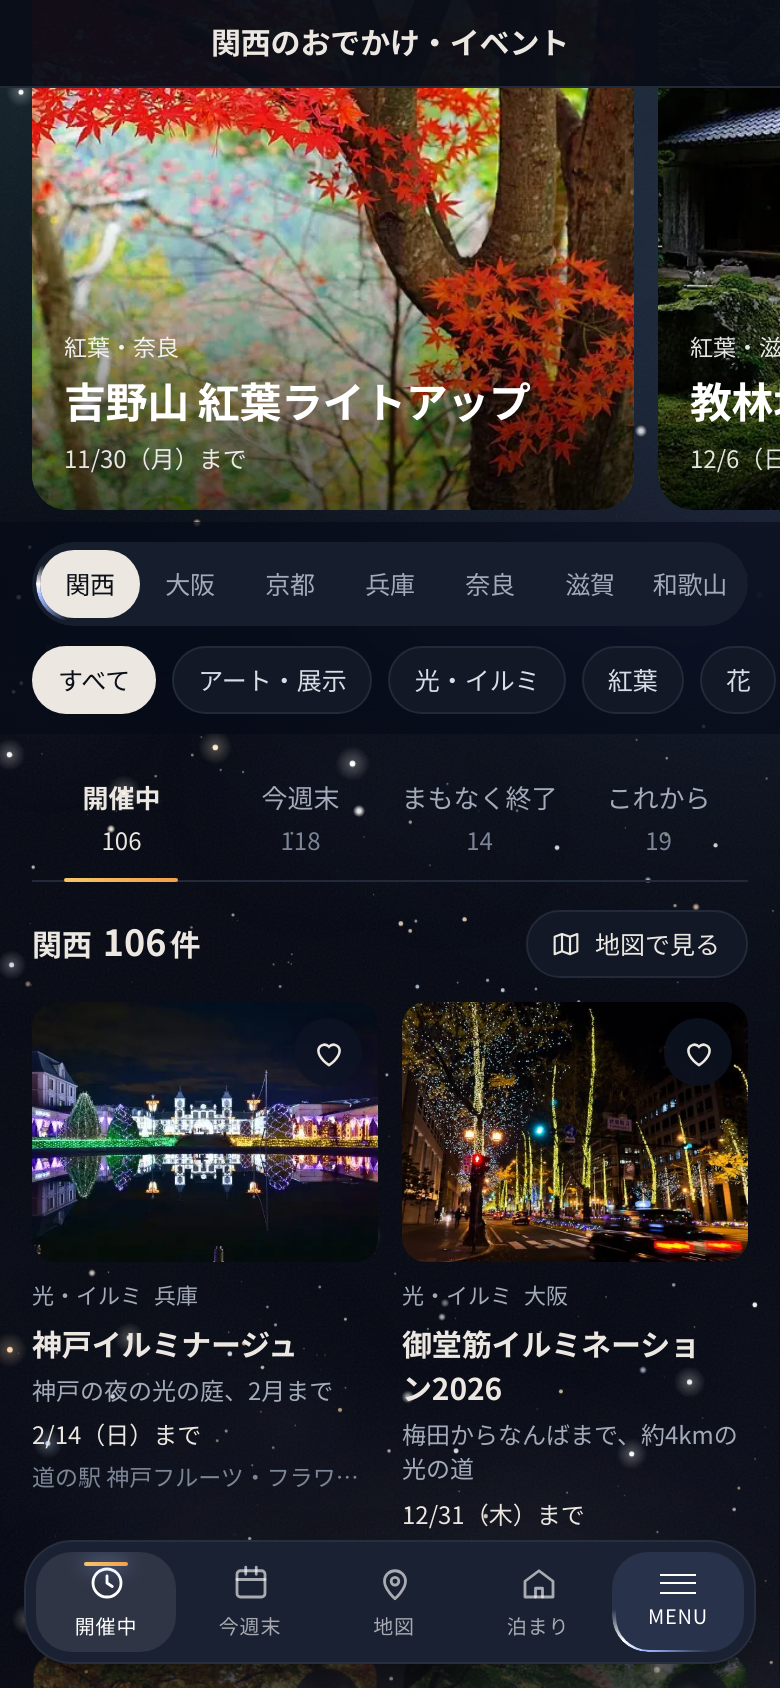 関西のおでかけ・イベント
紅葉・奈良
吉野山 紅葉ライトアップ
11/30（月）まで
紅葉・滋
教林
12/6（日
関西
大阪
京都
兵庫
奈良
滋賀
和歌山
すべて
アート・展示
光・イルミ
紅葉
花
開催中
106
今週末
118
まもなく終了
14
これから
19
関西 106件
地図で見る
光・イルミ 兵庫
神戸イルミナージュ
神戸の夜の光の庭、2月まで
2/14（日）まで
道の駅 神戸フルーツ・フラワ…
光・イルミ 大阪
御堂筋イルミネーショ
ン2026
梅田からなんばまで、約4kmの
光の道
12/31（木）まで
開催中
今週末
地図
泊まり
MENU